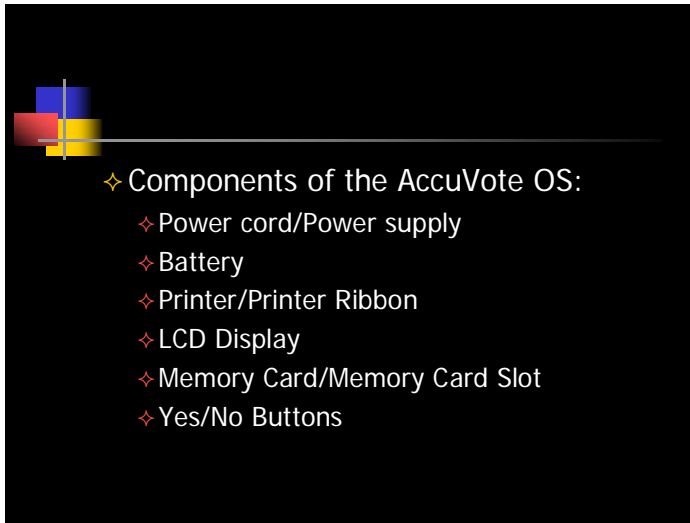 Components of the AccuVote OS:
Power cord/Power supply
Battery
Printer/Printer Ribbon
LCD Display
Memory Card/Memory Card Slot
Yes/No Buttons